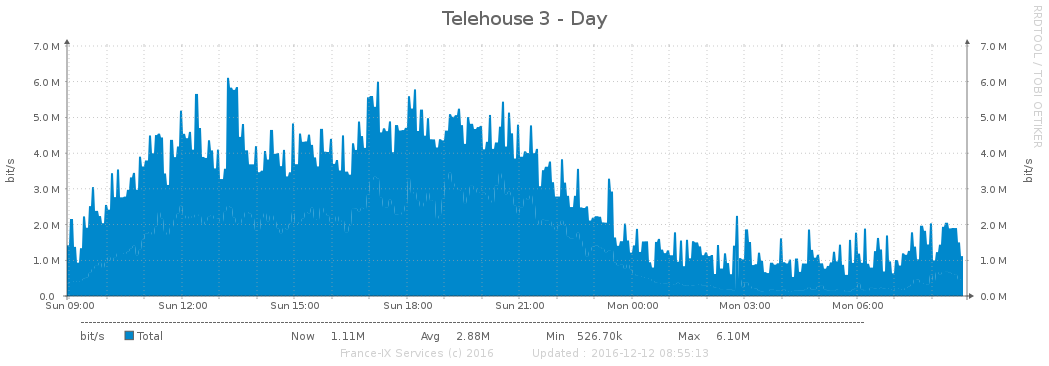 Telehouse 3 - Day
RRDTOOL / TOBI OETIKER
7.0 M 7.0 M
6.0 M 6.0 M
5.0 M 5.0 M
4.0 M 4.0 M
3.0 M 3.0 M
2.0 M 2.0 M
1.0 M 1.0 M
0.0 0.0 M
bit/s bit/s
Sun 09:00 Sun 12:00 Sun 15:00 Sun 18:00 Sun 21:00 Mon 00:00 Mon 03:00 Mon 06:00
bit/s Total Now 1.11M Avg 2.88M Min 526.70k Max 6.10M
France-IX Services (c) 2016 Updated : 2016-12-12 08:55:13